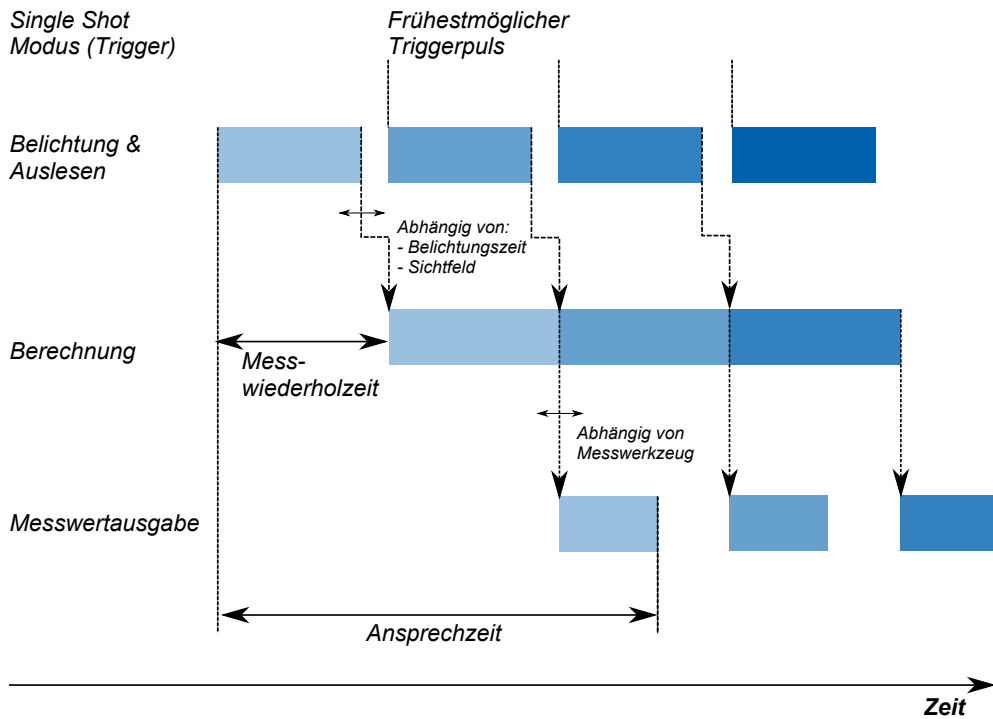 Single Shot
Modus (Trigger)
Frühestmöglicher
Triggerpuls
Belichtung &
Auslesen
Abhängig von:
- Belichtungszeit
- Sichtfeld
Berechnung
Mess-
wiederholzeit
Abhängig von
Messwerkzeug
Messwertausgabe
Ansprechzeit
Zeit